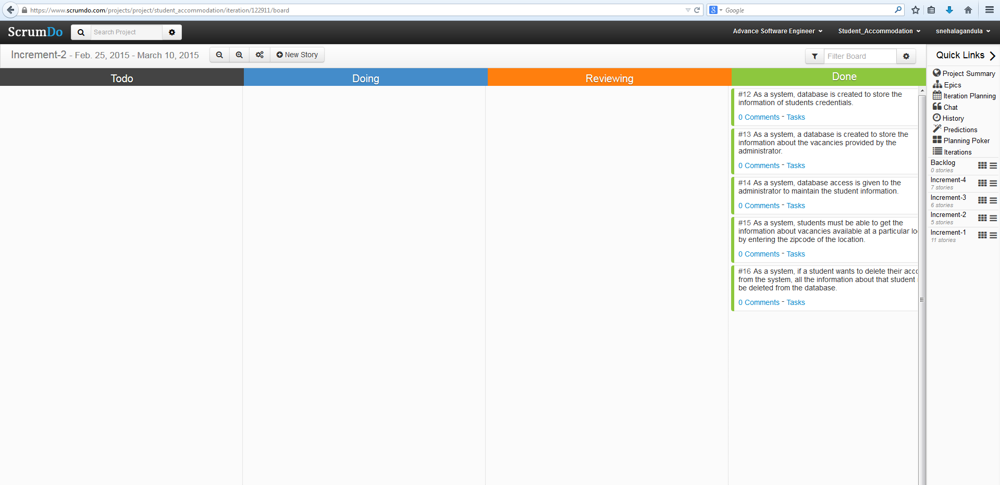 https://www.scrumdo.com/projects/project/student_accommodation/iteration/122911/board
Google
ScrumDo
Search Project
Advance Software Engineer
Student_Accommodation
snehalagandula
Increment-2 - Feb. 25, 2015 - March 10, 2015
New Story
Filter Board
Quick Links
Todo
Doing
Reviewing
Done
#12 As a system, database is created to store the
information of students credentials.
0 Comments - Tasks
#13 As a system, a database is created to store the
information about the vacancies provided by the
administrator.
0 Comments - Tasks
#14 As a system, database access is given to the
administrator to maintain the student information.
0 Comments - Tasks
#15 As a system, students must be able to get the
information about vacancies available at a particular lo
by entering the zipcode of the location.
0 Comments - Tasks
#16 As a system, if a student wants to delete their acc
from the system, all the information about that student
be deleted from the database.
0 Comments - Tasks
Project Summary
Epics
Iteration Planning
Chat
History
Predictions
Planning Poker
Iterations
Backlog
0 stories
Increment-4
7 stories
Increment-3
6 stories
Increment-2
5 stories
Increment-1
11 stories